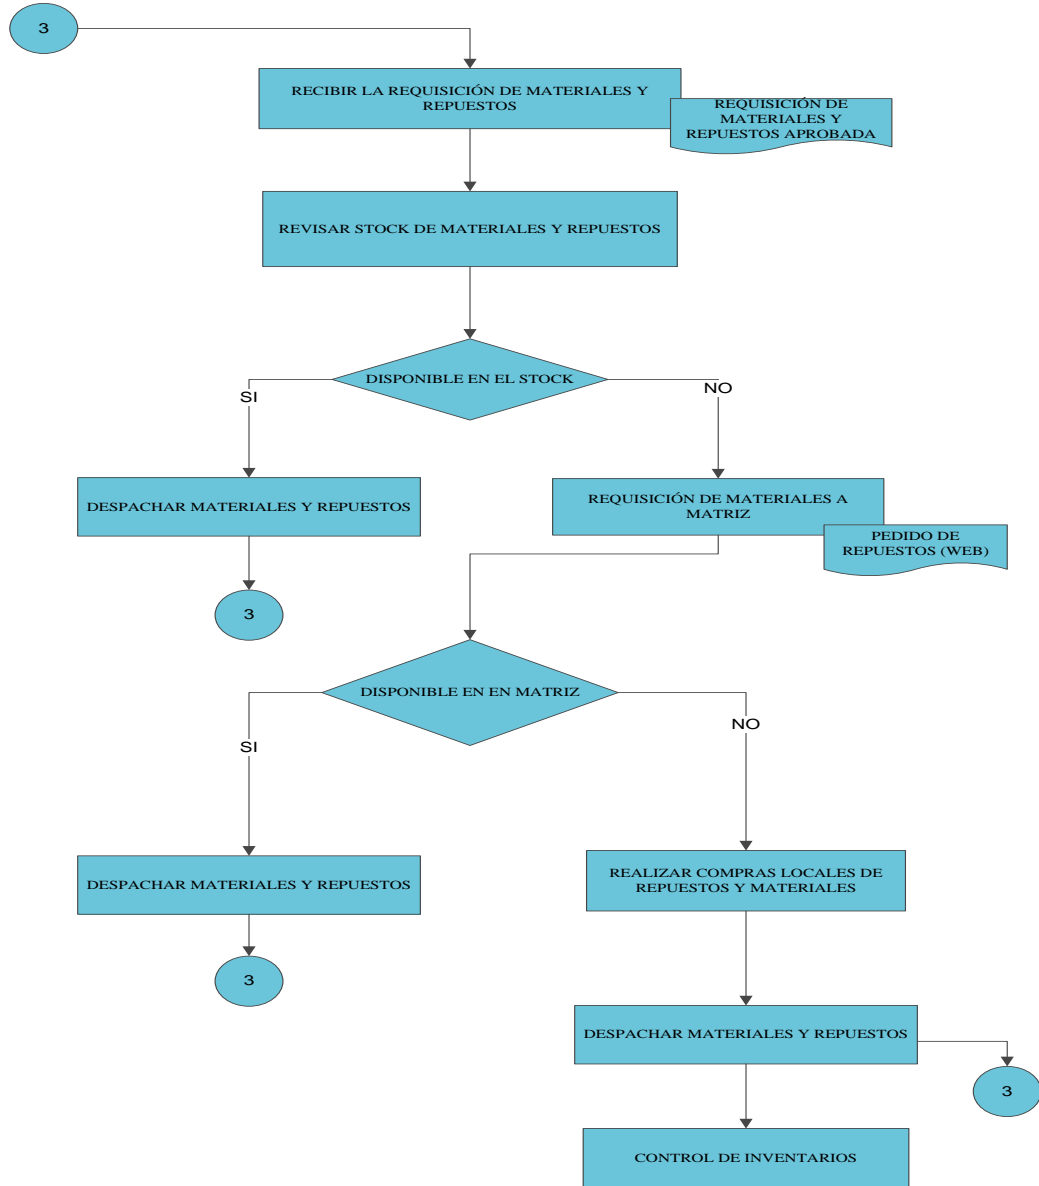 3
RECIBIR LA REQUISICIÓN DE MATERIALES Y
REPUESTOS
REQUISICIÓN DE
MATERIALES Y
REPUESTOS APROBADA
REVISAR STOCK DE MATERIALES Y REPUESTOS
DISPONIBLE EN EL STOCK
SI
NO
DESPACHAR MATERIALES Y REPUESTOS
REQUISICIÓN DE MATERIALES A
MATRIZ
PEDIDO DE
REPUESTOS (WEB)
3
DISPONIBLE EN EN MATRIZ
SI
NO
DESPACHAR MATERIALES Y REPUESTOS
REALIZAR COMPRAS LOCALES DE
REPUESTOS Y MATERIALES
3
DESPACHAR MATERIALES Y REPUESTOS
3
CONTROL DE INVENTARIOS